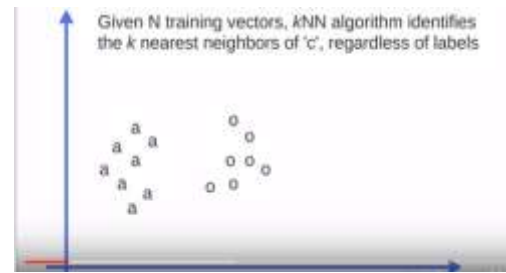 Given N training vectors, kNN algorithm identifies
the k nearest neighbors of 'c', regardless of labels
a o
a a o
a o o
a a o
a a o o
a